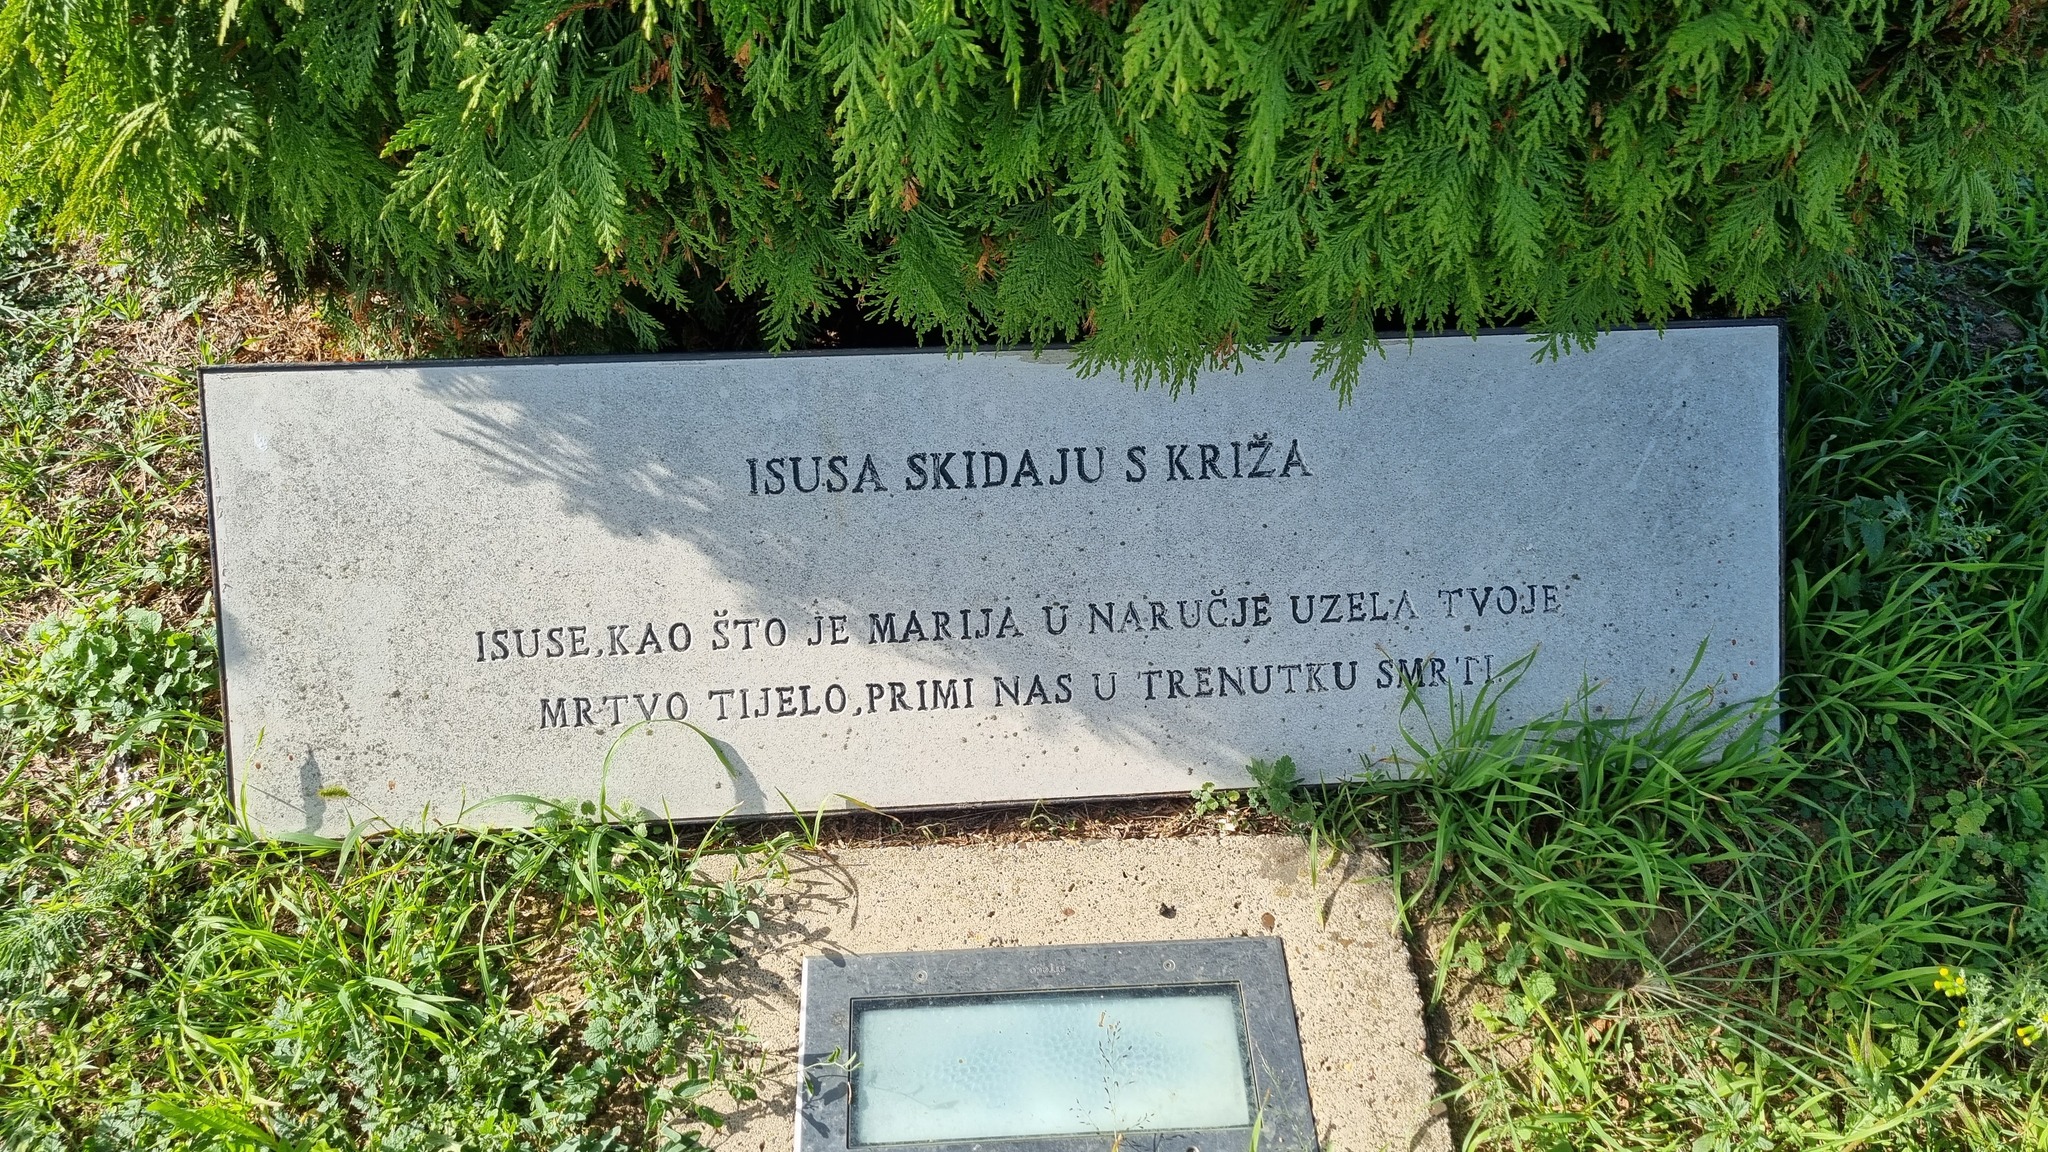 ISUSA SKIDAJU S KRIŽA
ISUSE,KAO ŠTO JE MARIJA U NARUČJE UZELA TVOJE
MRTVO TIJELO,PRIMI NAS U TRENUTKU SMRTI.